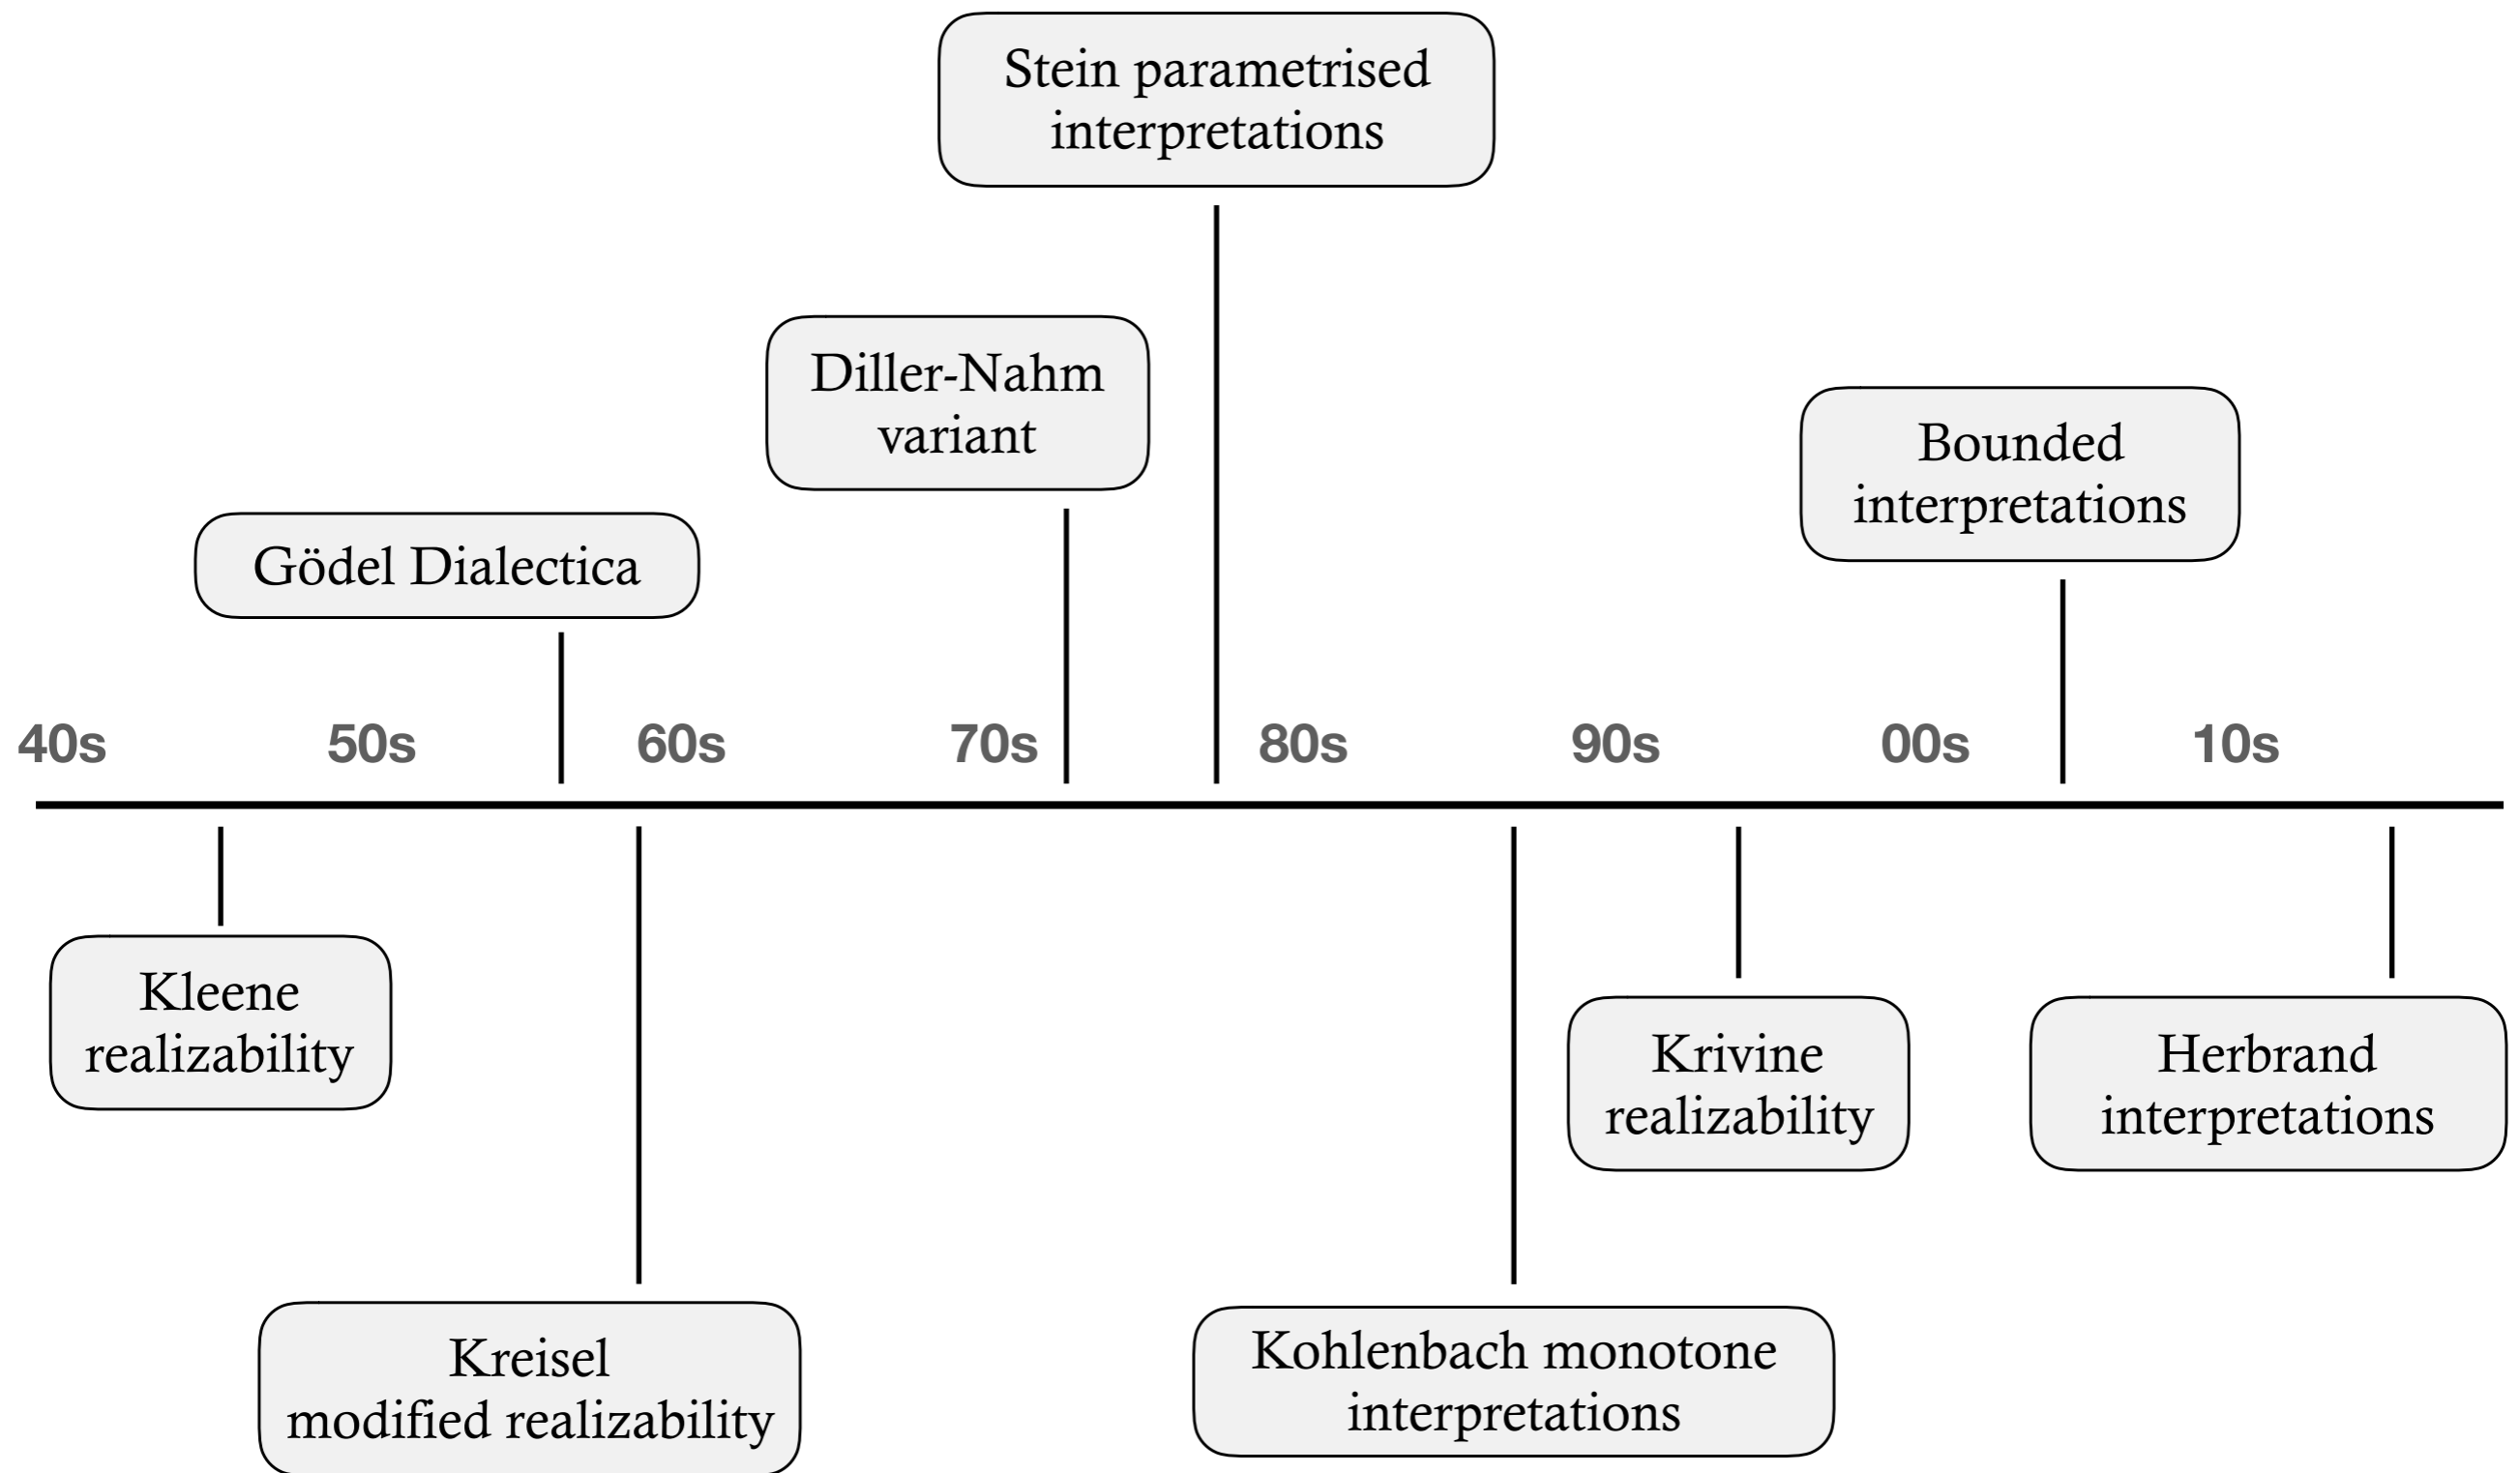 Stein parametrised
interpretations
Diller-Nahm
variant
Bounded
interpretations
Gödel Dialectica
40s 50s 60s 70s 80s 90s 00s 10s
Kleene
realizability
Krivine
realizability
Herbrand
interpretations
Kreisel
modified realizability
Kohlenbach monotone
interpretations